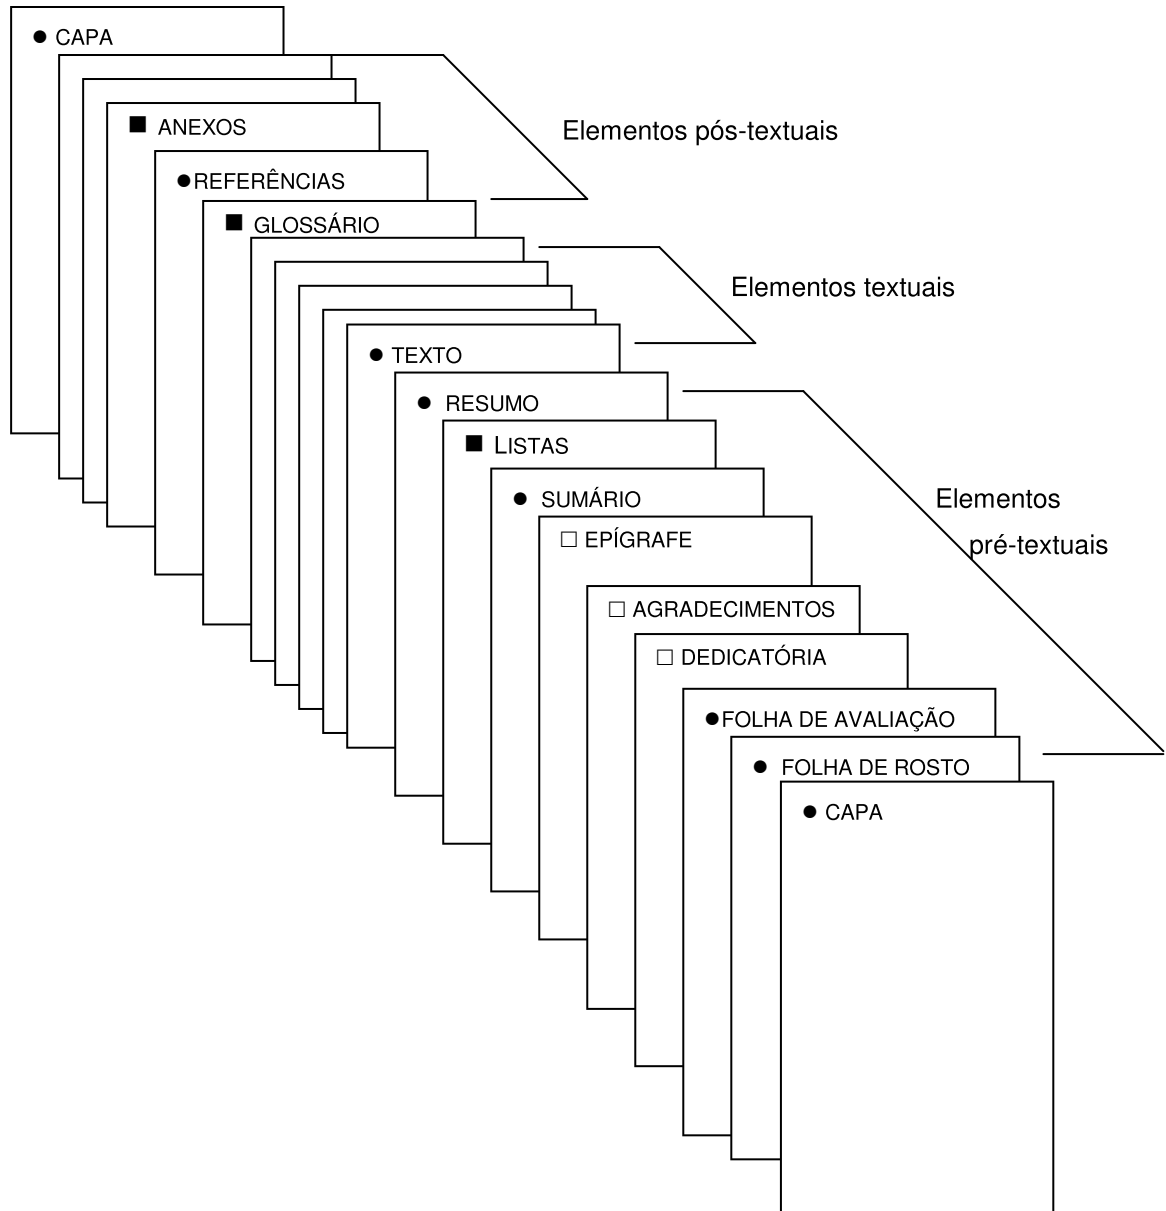 ● CAPA
Elementos pós-textuais
■ ANEXOS
● REFERÊNCIAS
■ GLOSSÁRIO
Elementos textuais
● TEXTO
● RESUMO
■ LISTAS
● SUMÁRIO
Elementos
pré-textuais
□ EPÍGRAFE
□ AGRADECIMENTOS
□ DEDICATÓRIA
● FOLHA DE AVALIAÇÃO
● FOLHA DE ROSTO
● CAPA